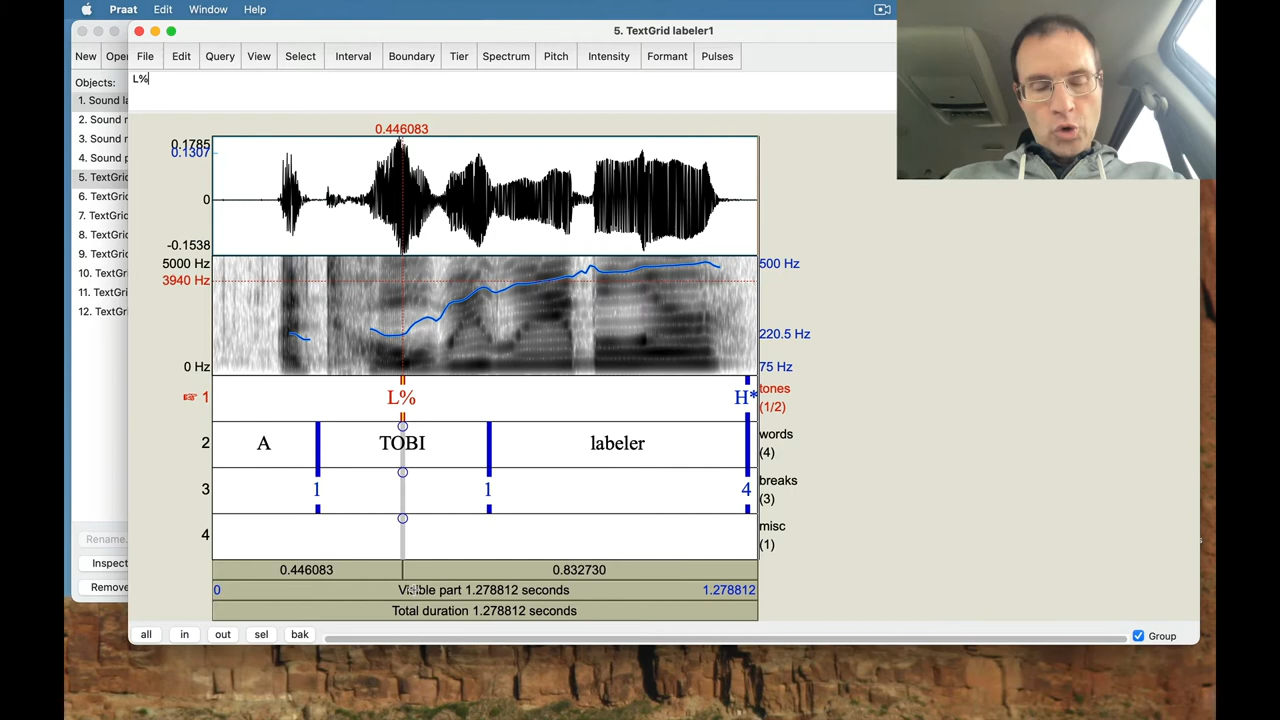 Praat Edit Window Help
5. TextGrid labeler1
New Oper File Edit Query View Select Interval Boundary Tier Spectrum Pitch Intensity Formant Pulses
L%
Objects:
1. Sound la
2. Sound r
3. Sound r
4. Sound p
5. TextGrid
6. TextGrid
7. TextGri
8. TextGri
9. TextGri
10. TextGr
11. TextGri
12. TextGr
Rename..
Inspect
Remove
0.446083
0.1785
0.1307
0
-0.1538
5000 Hz
500 Hz
3940 Hz
220.5 Hz
0 Hz
75 Hz
1 L% H* tones
(1/2)
2 A TOBI labeler words
(4)
3 1 1 4 breaks
(3)
4 misc
(1)
0.446083 0.832730
0 Visible part 1.278812 seconds 1.278812
Total duration 1.278812 seconds
all in out sel bak Group